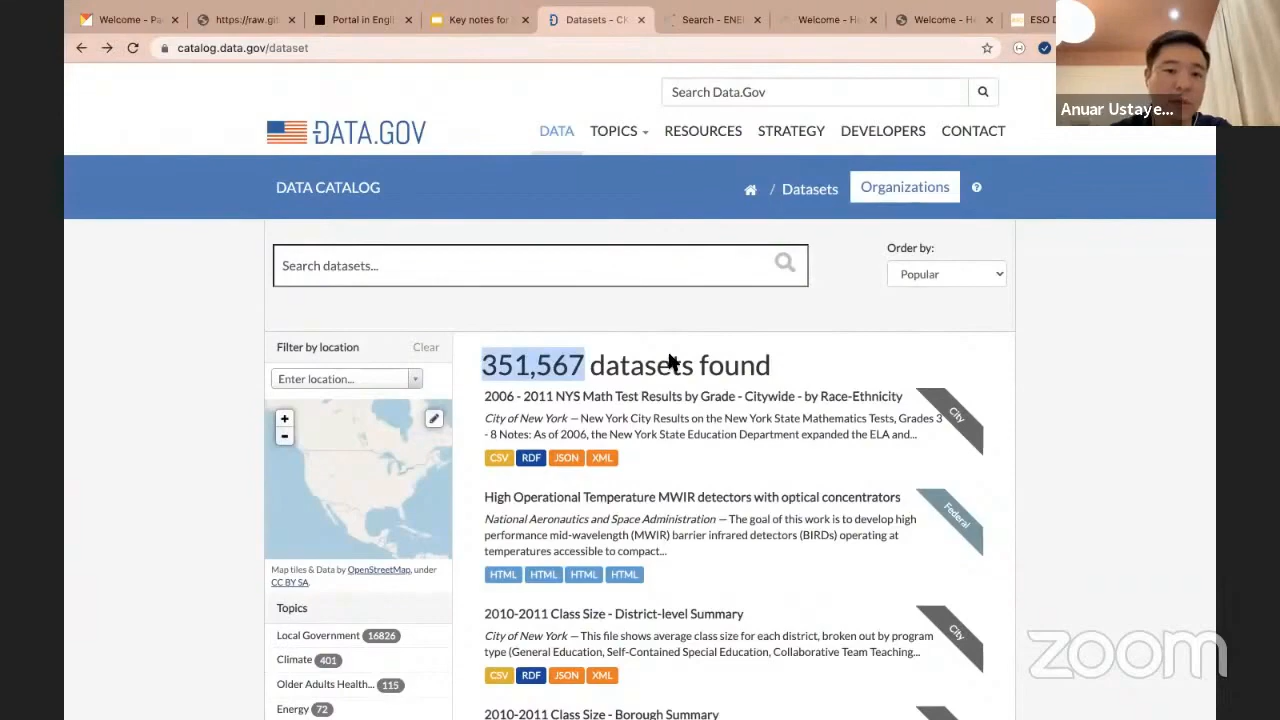 Welcome - Pa
https://raw.gi
Portal in Engl
Key notes for
Datasets - Ck
Search - ENE
Welcome - He
Welcome - He
ESO D
catalog.data.gov/dataset
Anuar Ustaye...
Search Data.Gov
DATA.GOV
DATA TOPICS RESOURCES STRATEGY DEVELOPERS CONTACT
DATA CATALOG
/ Datasets
Organizations
Search datasets...
Order by:
Popular
Filter by location Clear
Enter location...
+
-
Map tiles & Data by OpenStreetMap, under
CC BY SA.
Topics
Local Government 16826
Climate 401
Older Adults Health... 115
Energy 72
351,567 datasets found
2006 - 2011 NYS Math Test Results by Grade - Citywide - by Race-Ethnicity
City of New York — New York City Results on the New York State Mathematics Tests, Grades 3
- 8 Notes: As of 2006, the New York State Education Department expanded the ELA and...
CSV RDF JSON XML
City
High Operational Temperature MWIR detectors with optical concentrators
National Aeronautics and Space Administration — The goal of this work is to develop high
performance mid-wavelength (MWIR) barrier infrared detectors (BIRDs) operating at
temperatures accessible to compact...
HTML HTML HTML HTML
Federal
2010-2011 Class Size - District-level Summary
City of New York — This file shows average class size for each district, broken out by program
type (General Education, Self-Contained Special Education, Collaborative Team Teaching...
CSV RDF JSON XML
City
2010-2011 Class Size - Borough Summary
zoom